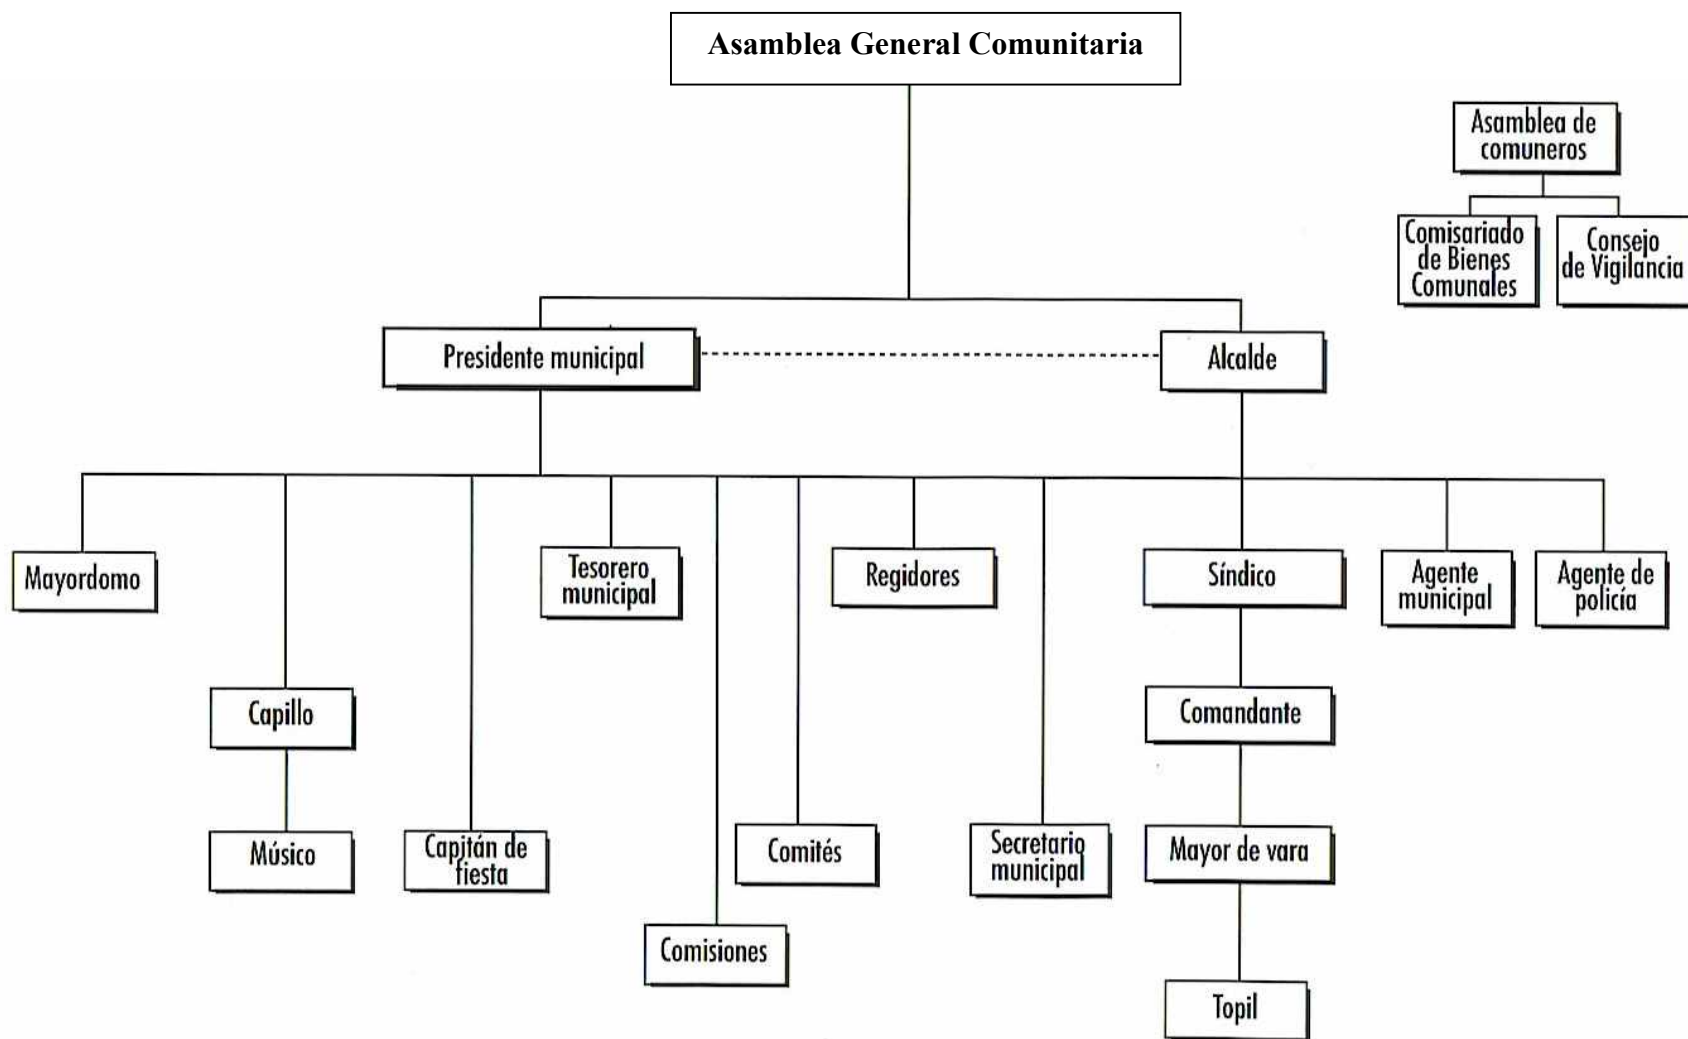 Asamblea General Comunitaria
Asamblea de
comuneros
Comisariado
de Bienes
Comunales
Consejo
de Vigilancia
Presidente municipal
Alcalde
Mayordomo
Tesorero
municipal
Regidores
Síndico
Agente
municipal
Agente de
policía
Capillo
Comandante
Músico
Capitán de
fiesta
Comités
Secretario
municipal
Mayor de vara
Comisiones
Topil